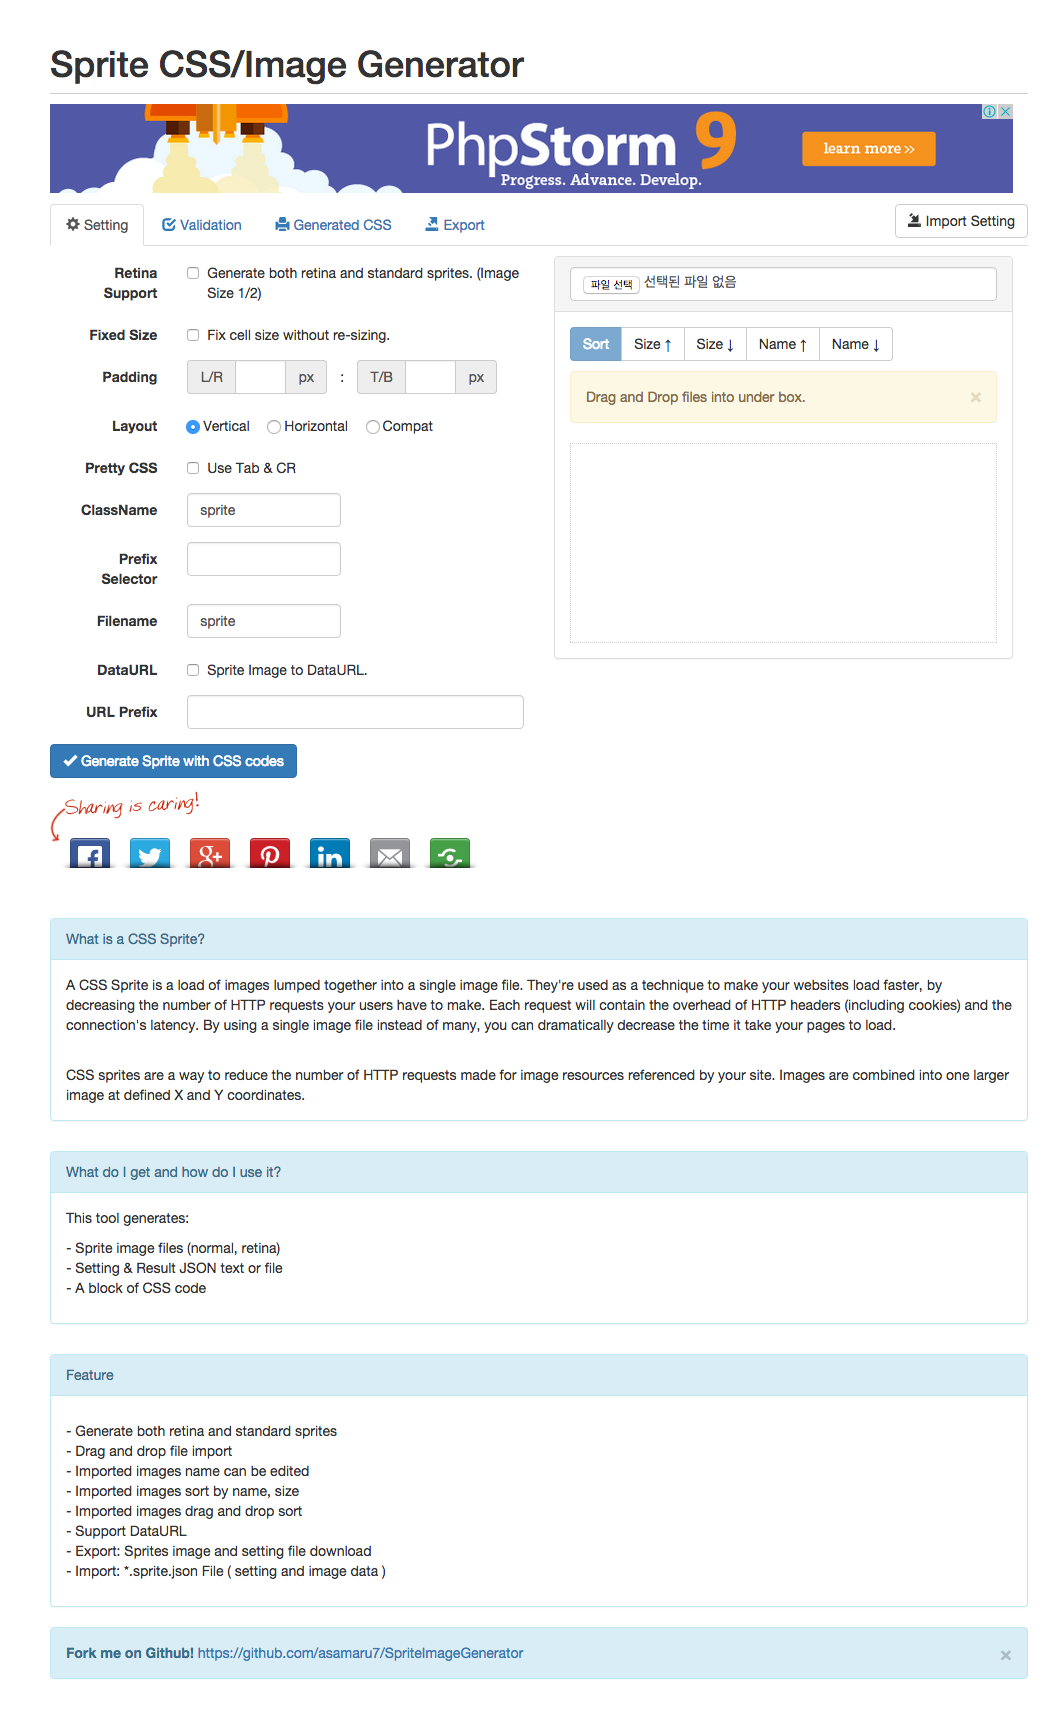 Sprite CSS/Image Generator
PhpStorm 9
Progress. Advance. Develop.
learn more >>
Setting
Validation
Generated CSS
Export
Import Setting
Retina Support
Generate both retina and standard sprites. (Image
Size 1/2)
Fixed Size
Fix cell size without re-sizing.
Padding
L/R px : T/B px
Layout
Vertical Horizontal Compat
Pretty CSS
Use Tab & CR
ClassName
sprite
Prefix
Selector
Filename
sprite
DataURL
Sprite Image to DataURL.
URL Prefix
파일 선택 선택된 파일 없음
Sort Size ↑ Size ↓ Name ↑ Name ↓
Drag and Drop files into under box. ×
Generate Sprite with CSS codes
Sharing is caring!
What is a CSS Sprite?
A CSS Sprite is a load of images lumped together into a single image file. They're used as a technique to make your websites load faster, by
decreasing the number of HTTP requests your users have to make. Each request will contain the overhead of HTTP headers (including cookies) and the
connection's latency. By using a single image file instead of many, you can dramatically decrease the time it take your pages to load.
CSS sprites are a way to reduce the number of HTTP requests made for image resources referenced by your site. Images are combined into one larger
image at defined X and Y coordinates.
What do I get and how do I use it?
This tool generates:
- Sprite image files (normal, retina)
- Setting & Result JSON text or file
- A block of CSS code
Feature
- Generate both retina and standard sprites
- Drag and drop file import
- Imported images name can be edited
- Imported images sort by name, size
- Imported images drag and drop sort
- Support DataURL
- Export: Sprites image and setting file download
- Import: *.sprite.json File ( setting and image data )
Fork me on Github! https://github.com/asamaru7/SpriteImageGenerator ×